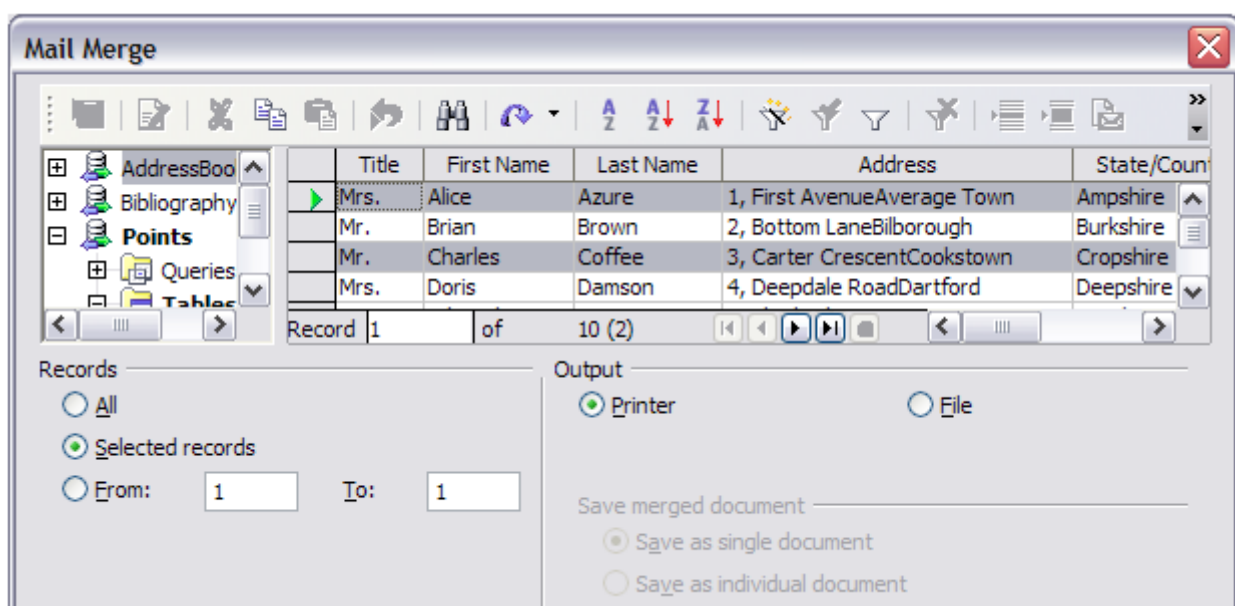 Mail Merge
AddressBoo
Bibliography
Points
Queries
Tables
Title First Name Last Name Address State/Coun
Mrs. Alice Azure 1, First AvenueAverage Town Ampshire
Mr. Brian Brown 2, Bottom LaneBilborough Burkshire
Mr. Charles Coffee 3, Carter CrescentCookstown Cropshire
Mrs. Doris Damson 4, Deepdale RoadDartford Deepshire
Record 1 of 10 (2)
Records
All
Selected records
From: 1 To: 1
Output
Printer File
Save merged document
Save as single document
Save as individual document